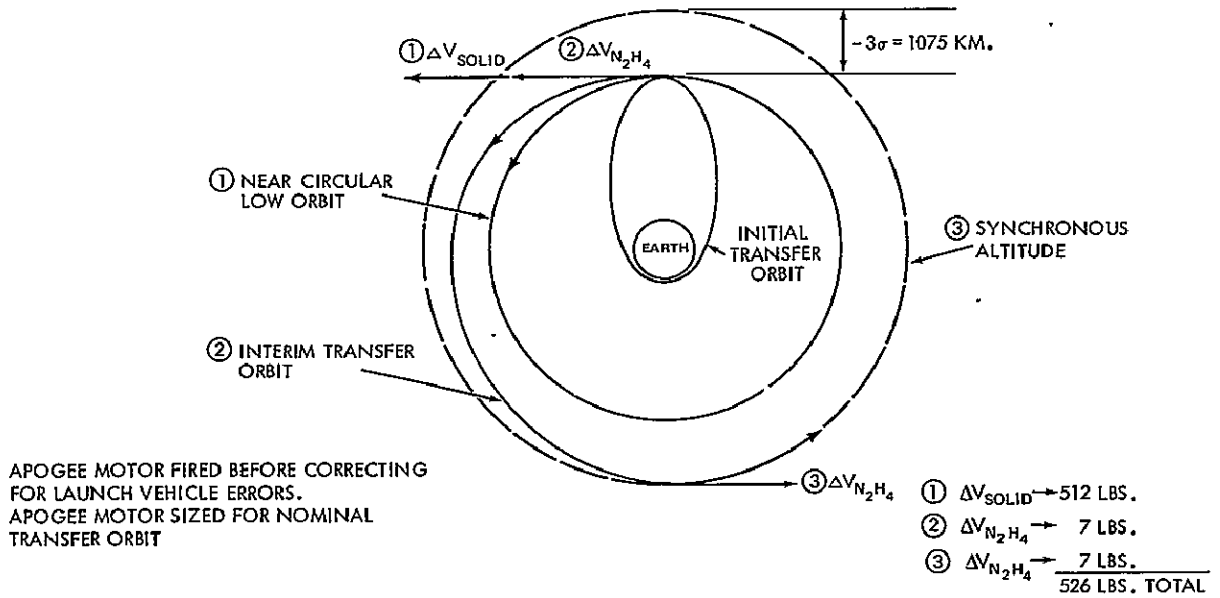 ① ΔV_SOLID
② ΔV_N₂H₄
-3σ = 1075 KM.
① NEAR CIRCULAR
LOW ORBIT
EARTH
INITIAL
TRANSFER
ORBIT
③ SYNCHRONOUS
ALTITUDE
② INTERIM TRANSFER
ORBIT
APOGEE MOTOR FIRED BEFORE CORRECTING
FOR LAUNCH VEHICLE ERRORS.
APOGEE MOTOR SIZED FOR NOMINAL
TRANSFER ORBIT
③ ΔV_N₂H₄
① ΔV_SOLID → 512 LBS.
② ΔV_N₂H₄ → 7 LBS.
③ ΔV_N₂H₄ → 7 LBS.
526 LBS. TOTAL